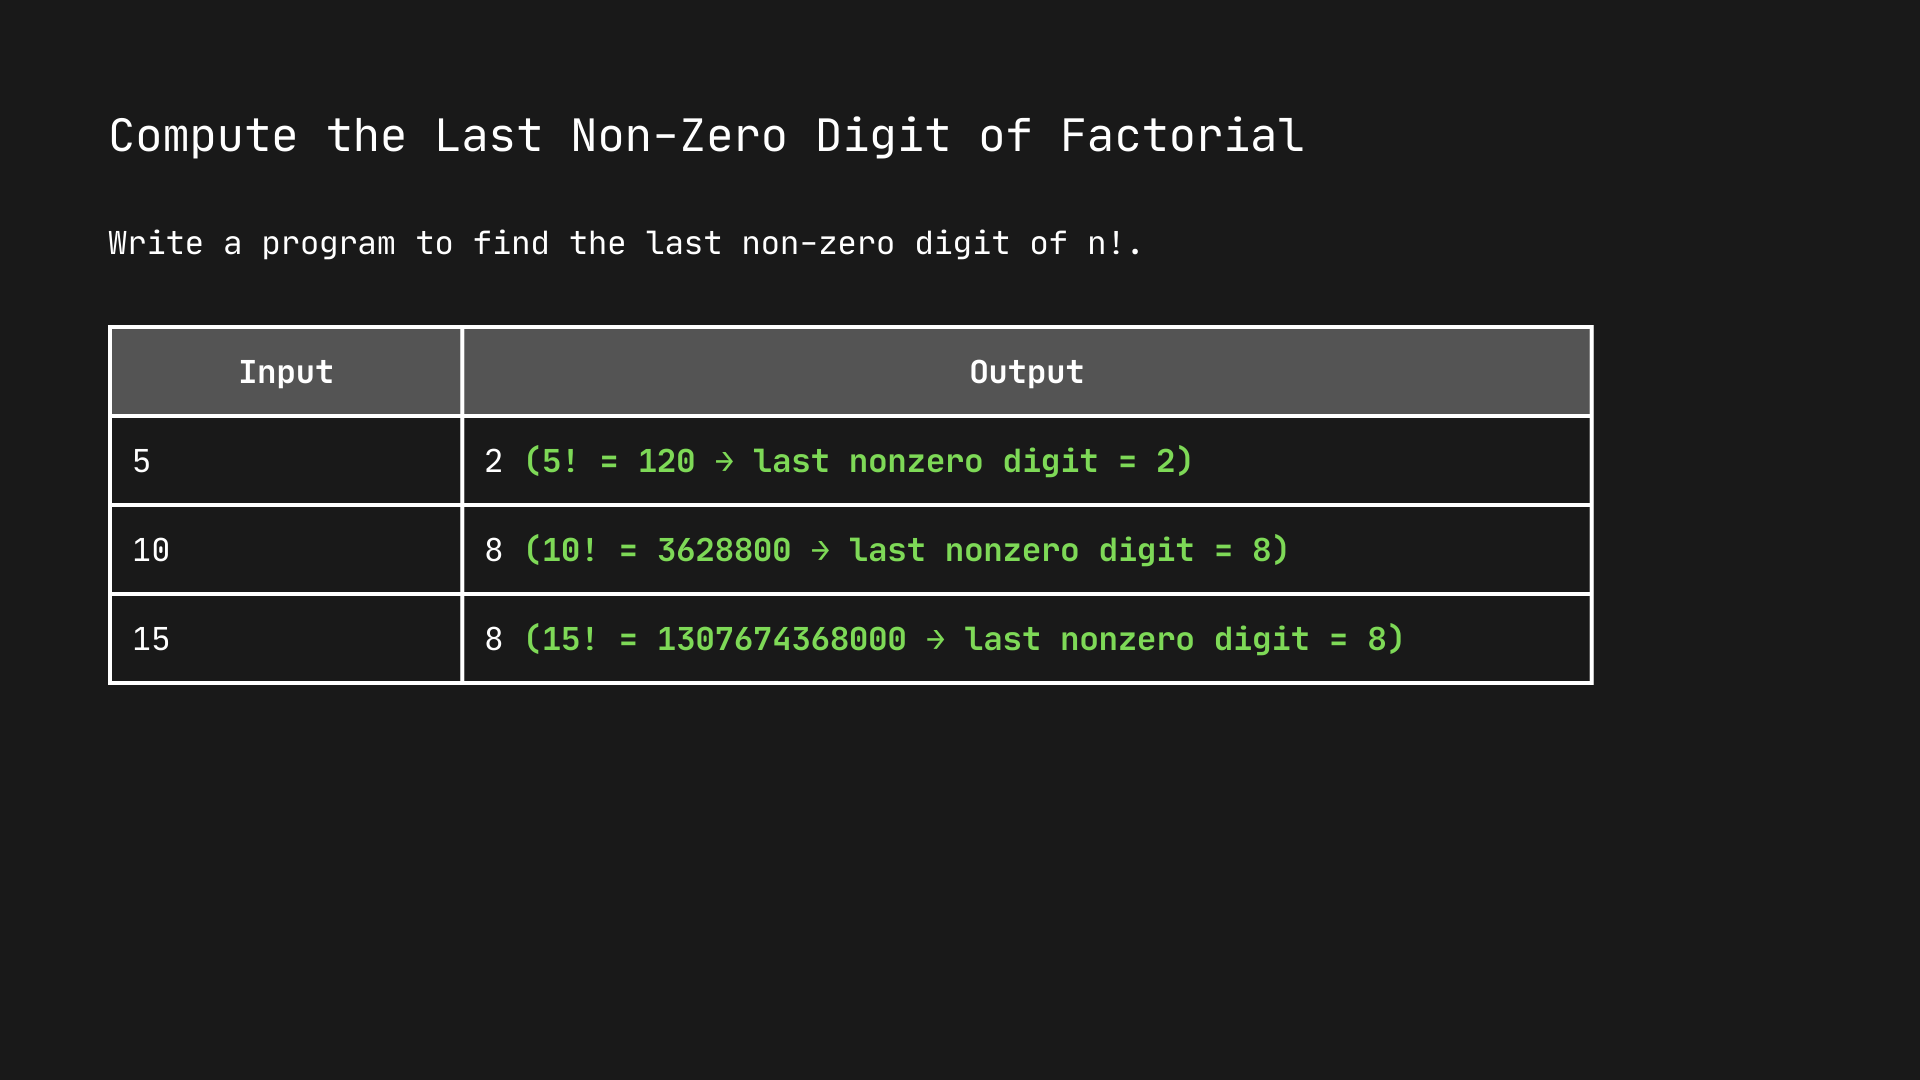 Compute the Last Non-Zero Digit of Factorial
Write a program to find the last non-zero digit of n!.
Input Output
5 2 (5! = 120 → last nonzero digit = 2)
10 8 (10! = 3628800 → last nonzero digit = 8)
15 8 (15! = 1307674368000 → last nonzero digit = 8)